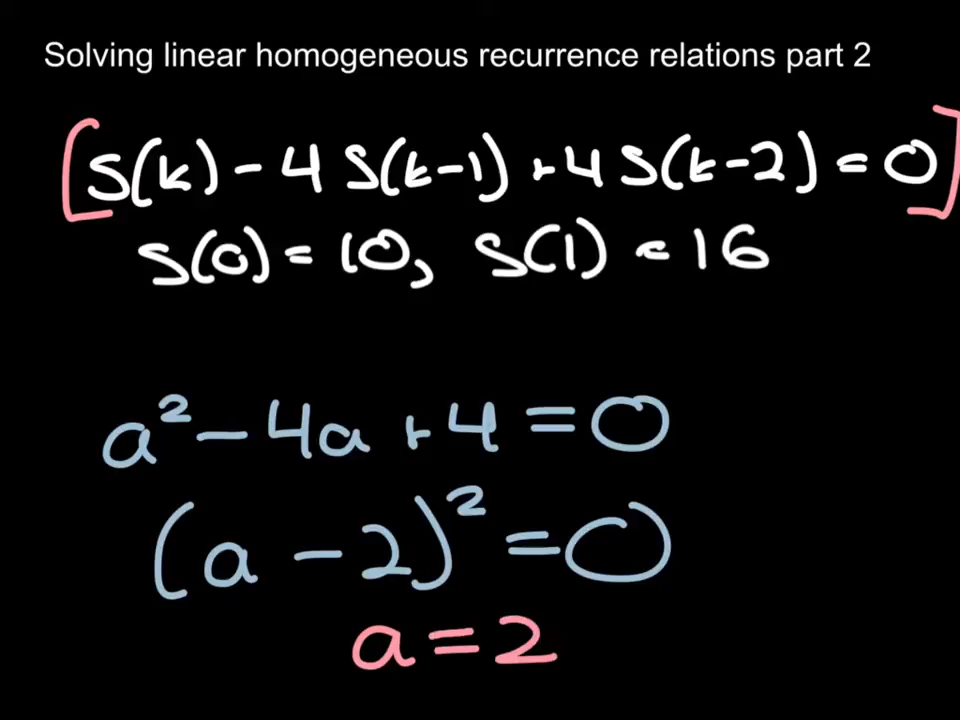 Solving linear homogeneous recurrence relations part 2
[S(k) - 4S(k-1) + 4S(k-2) = 0]
S(0) = 10, S(1) = 16
a² - 4a + 4 = 0
(a - 2)² = 0
a = 2